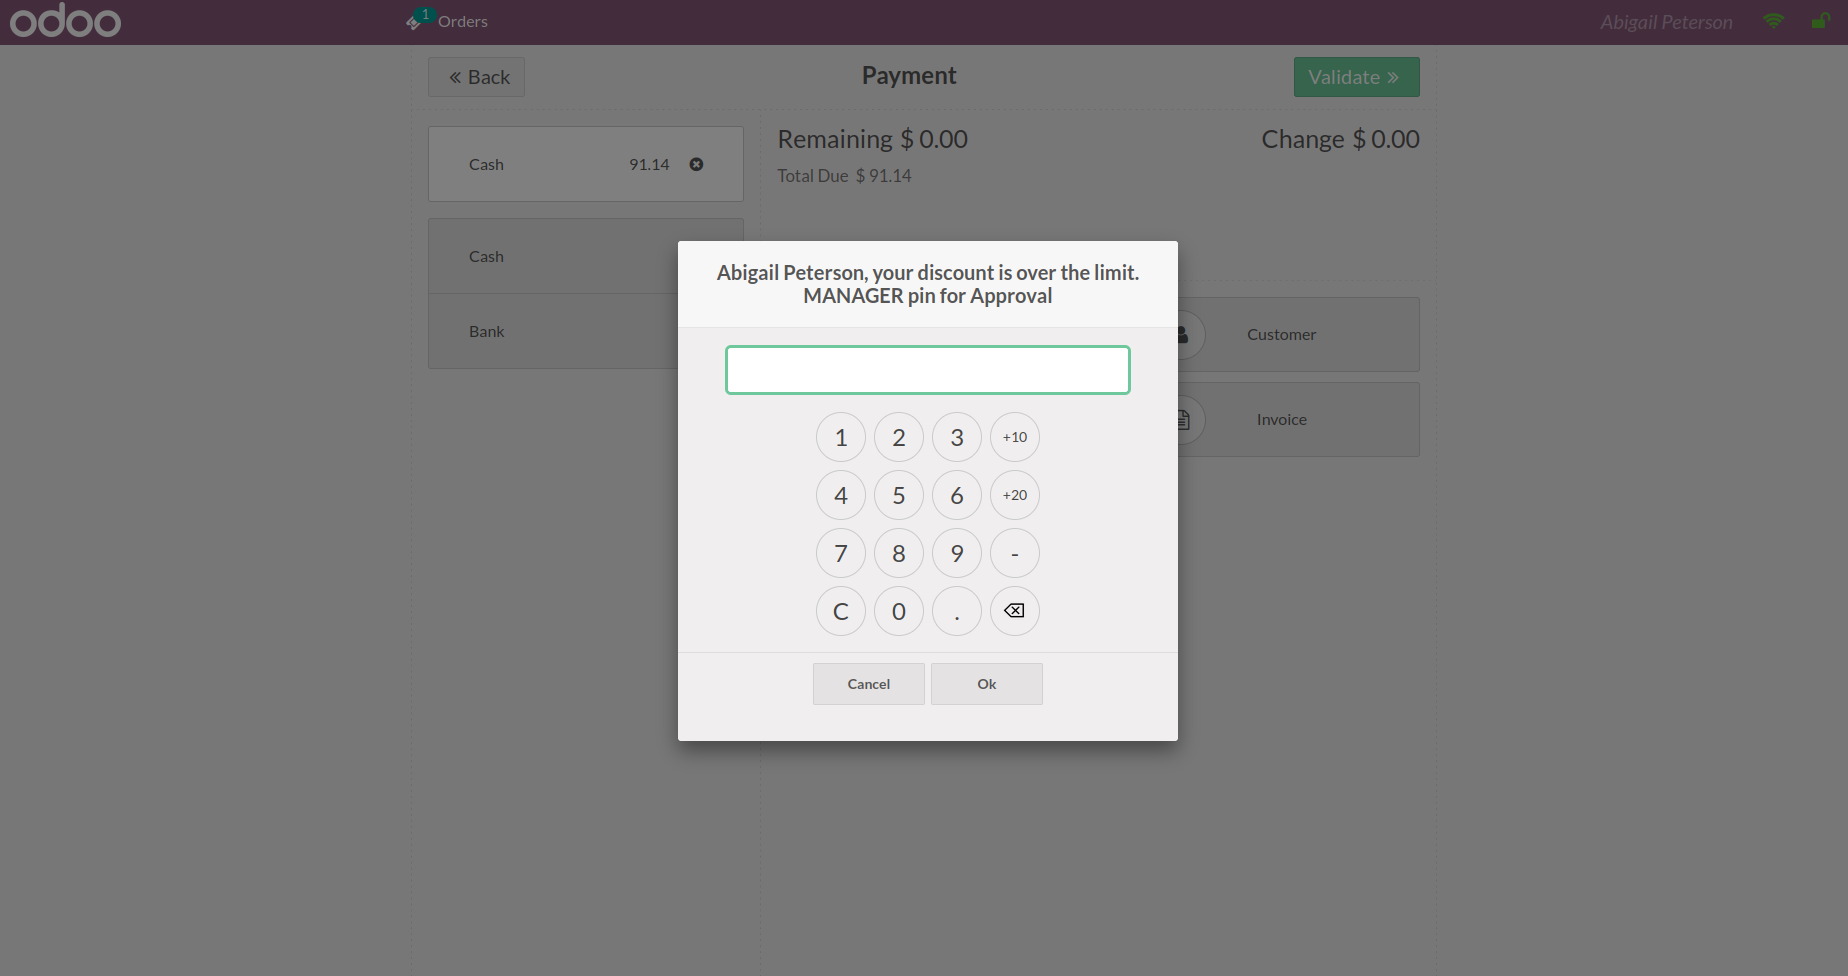 odoo
1
Orders
Abigail Peterson
Back
Payment
Validate
Cash 91.14
Remaining $ 0.00
Change $ 0.00
Total Due $ 91.14
Cash
Bank
Customer
Invoice
Abigail Peterson, your discount is over the limit.
MANAGER pin for Approval
1 2 3 +10
4 5 6 +20
7 8 9 -
C 0 .
Cancel Ok